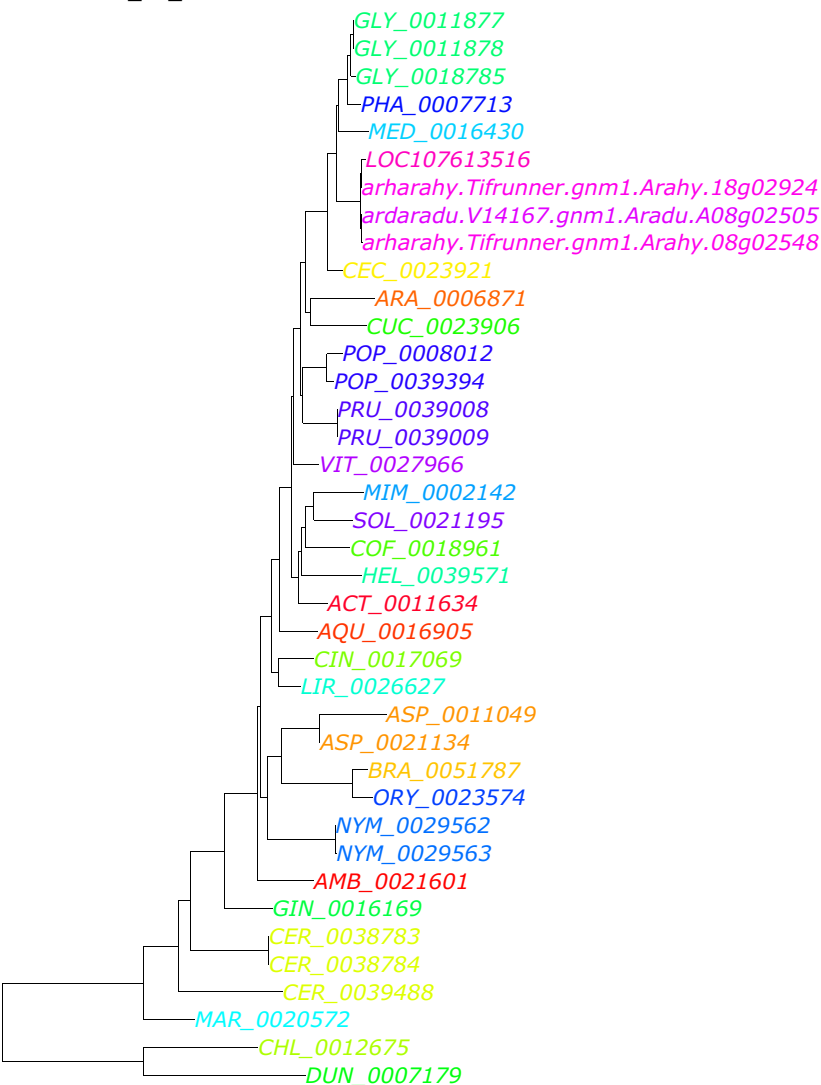 GLY_0011877
GLY_0011878
GLY_0018785
PHA_0007713
MED_0016430
LOC107613516
arharahy.Tifrunner.gnm1.Arahy.18g02924
ardaradu.V14167.gnm1.Aradu.A08g02505
arharahy.Tifrunner.gnm1.Arahy.08g02548
CEC_0023921
ARA_0006871
CUC_0023906
POP_0008012
POP_0039394
PRU_0039008
PRU_0039009
VIT_0027966
MIM_0002142
SOL_0021195
COF_0018961
HEL_0039571
ACT_0011634
AQU_0016905
CIN_0017069
LIR_0026627
ASP_0011049
ASP_0021134
BRA_0051787
ORY_0023574
NYM_0029562
NYM_0029563
AMB_0021601
GIN_0016169
CER_0038783
CER_0038784
CER_0039488
MAR_0020572
CHL_0012675
DUN_0007179